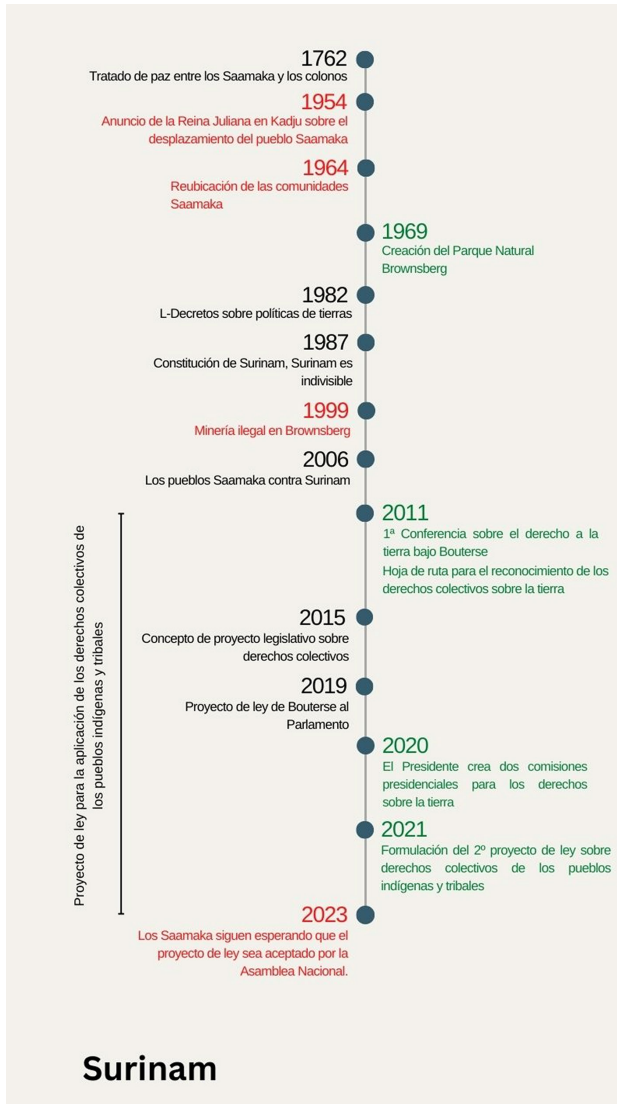 1762
Tratado de paz entre los Saamaka y los colonos
1954
Anuncio de la Reina Juliana en Kadju sobre el
desplazamiento del pueblo Saamaka
1964
Reubicación de las comunidades
Saamaka
1969
Creación del Parque Natural
Brownsberg
1982
L-Decretos sobre políticas de tierras
1987
Constitución de Surinam, Surinam es
indivisible
1999
Minería ilegal en Brownsberg
2006
Los pueblos Saamaka contra Surinam
2011
1ª Conferencia sobre el derecho a la
tierra bajo Bouterse
Hoja de ruta para el reconocimiento de los
derechos colectivos sobre la tierra
Proyecto de ley para la aplicación de los derechos colectivos de
los pueblos indígenas y tribales
2015
Concepto de proyecto legislativo sobre
derechos colectivos
2019
Proyecto de ley de Bouterse al
Parlamento
2020
El Presidente crea dos comisiones
presidenciales para los derechos
sobre la tierra
2021
Formulación del 2º proyecto de ley sobre
derechos colectivos de los pueblos
indígenas y tribales
2023
Los Saamaka siguen esperando que el
proyecto de ley sea aceptado por la
Asamblea Nacional.
Surinam